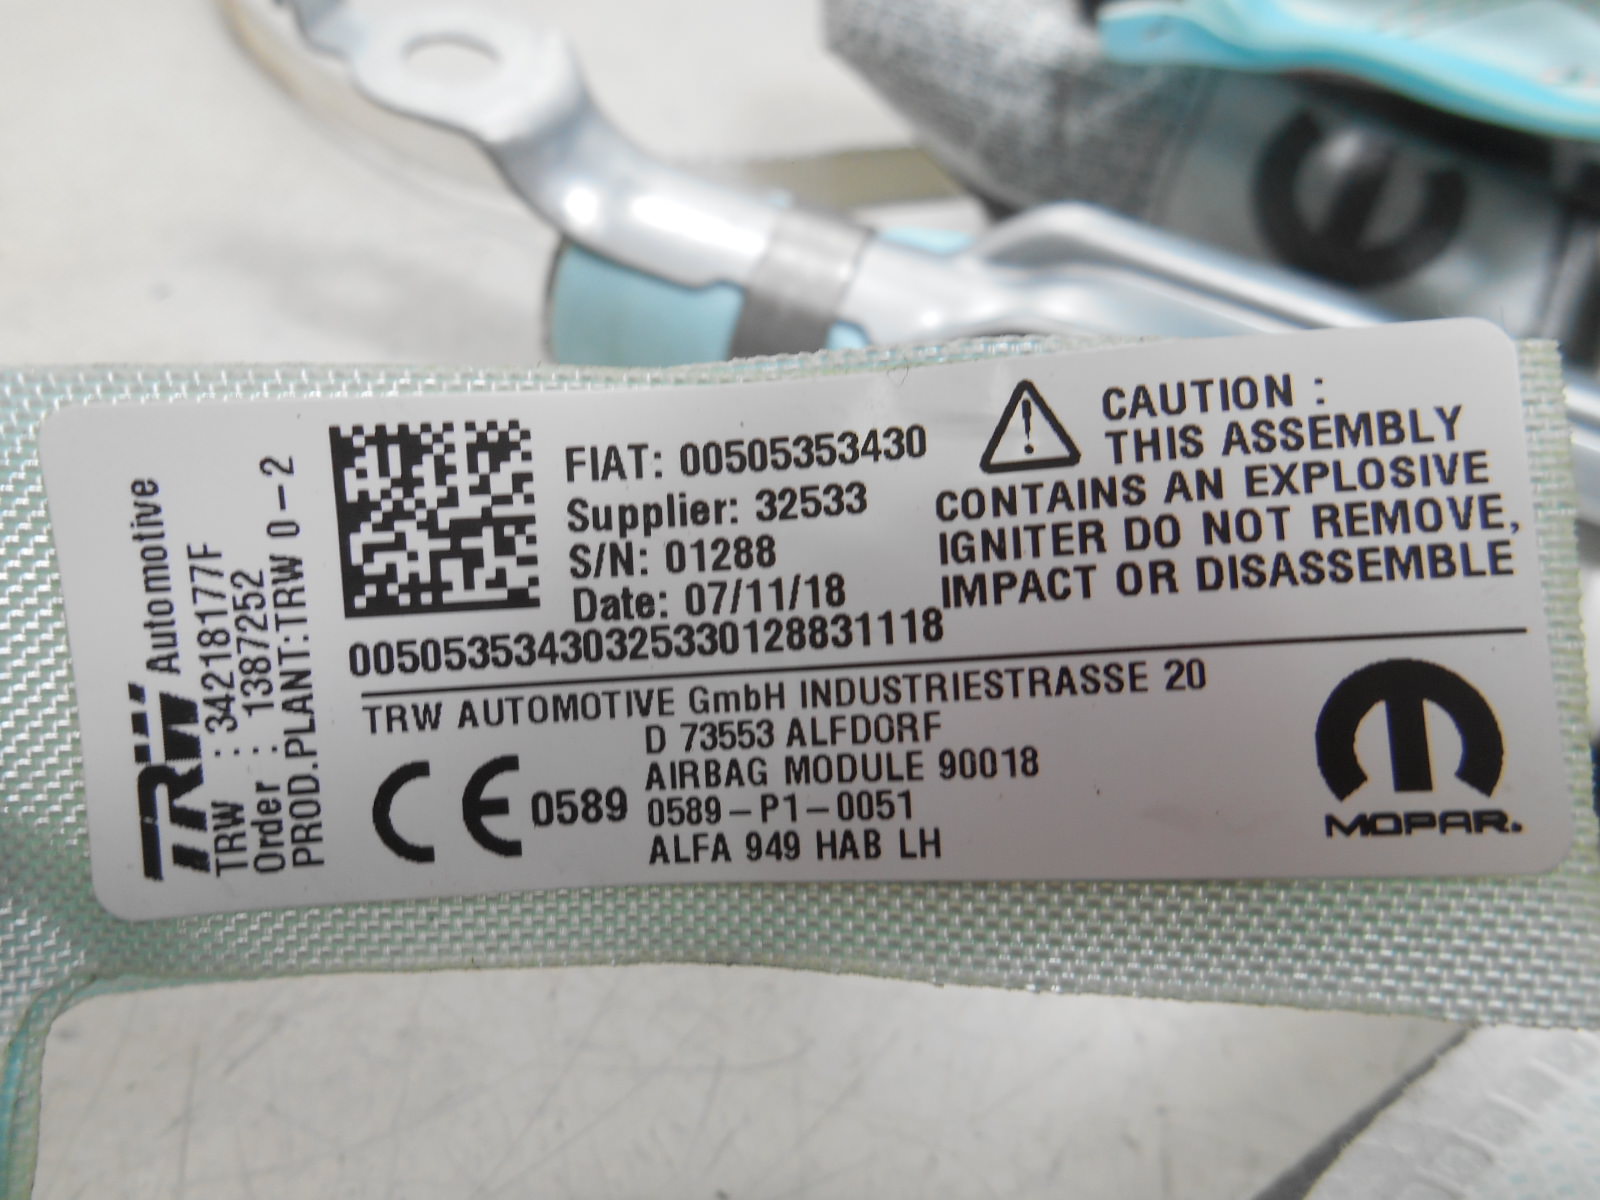 TRW Automotive
TRW : 34218177F
Order : 1387252
PROD.PLANT:TRW 0-2
FIAT: 00505353430
Supplier: 32533
S/N: 01288
Date: 07/11/18
00505353430325330128831118
CAUTION :
THIS ASSEMBLY
CONTAINS AN EXPLOSIVE
IGNITER DO NOT REMOVE,
IMPACT OR DISASSEMBLE
TRW AUTOMOTIVE GmbH INDUSTRIESTRASSE 20
D 73553 ALFDORF
AIRBAG MODULE 90018
CE 0589 0589-P1-0051
ALFA 949 HAB LH
MOPAR.